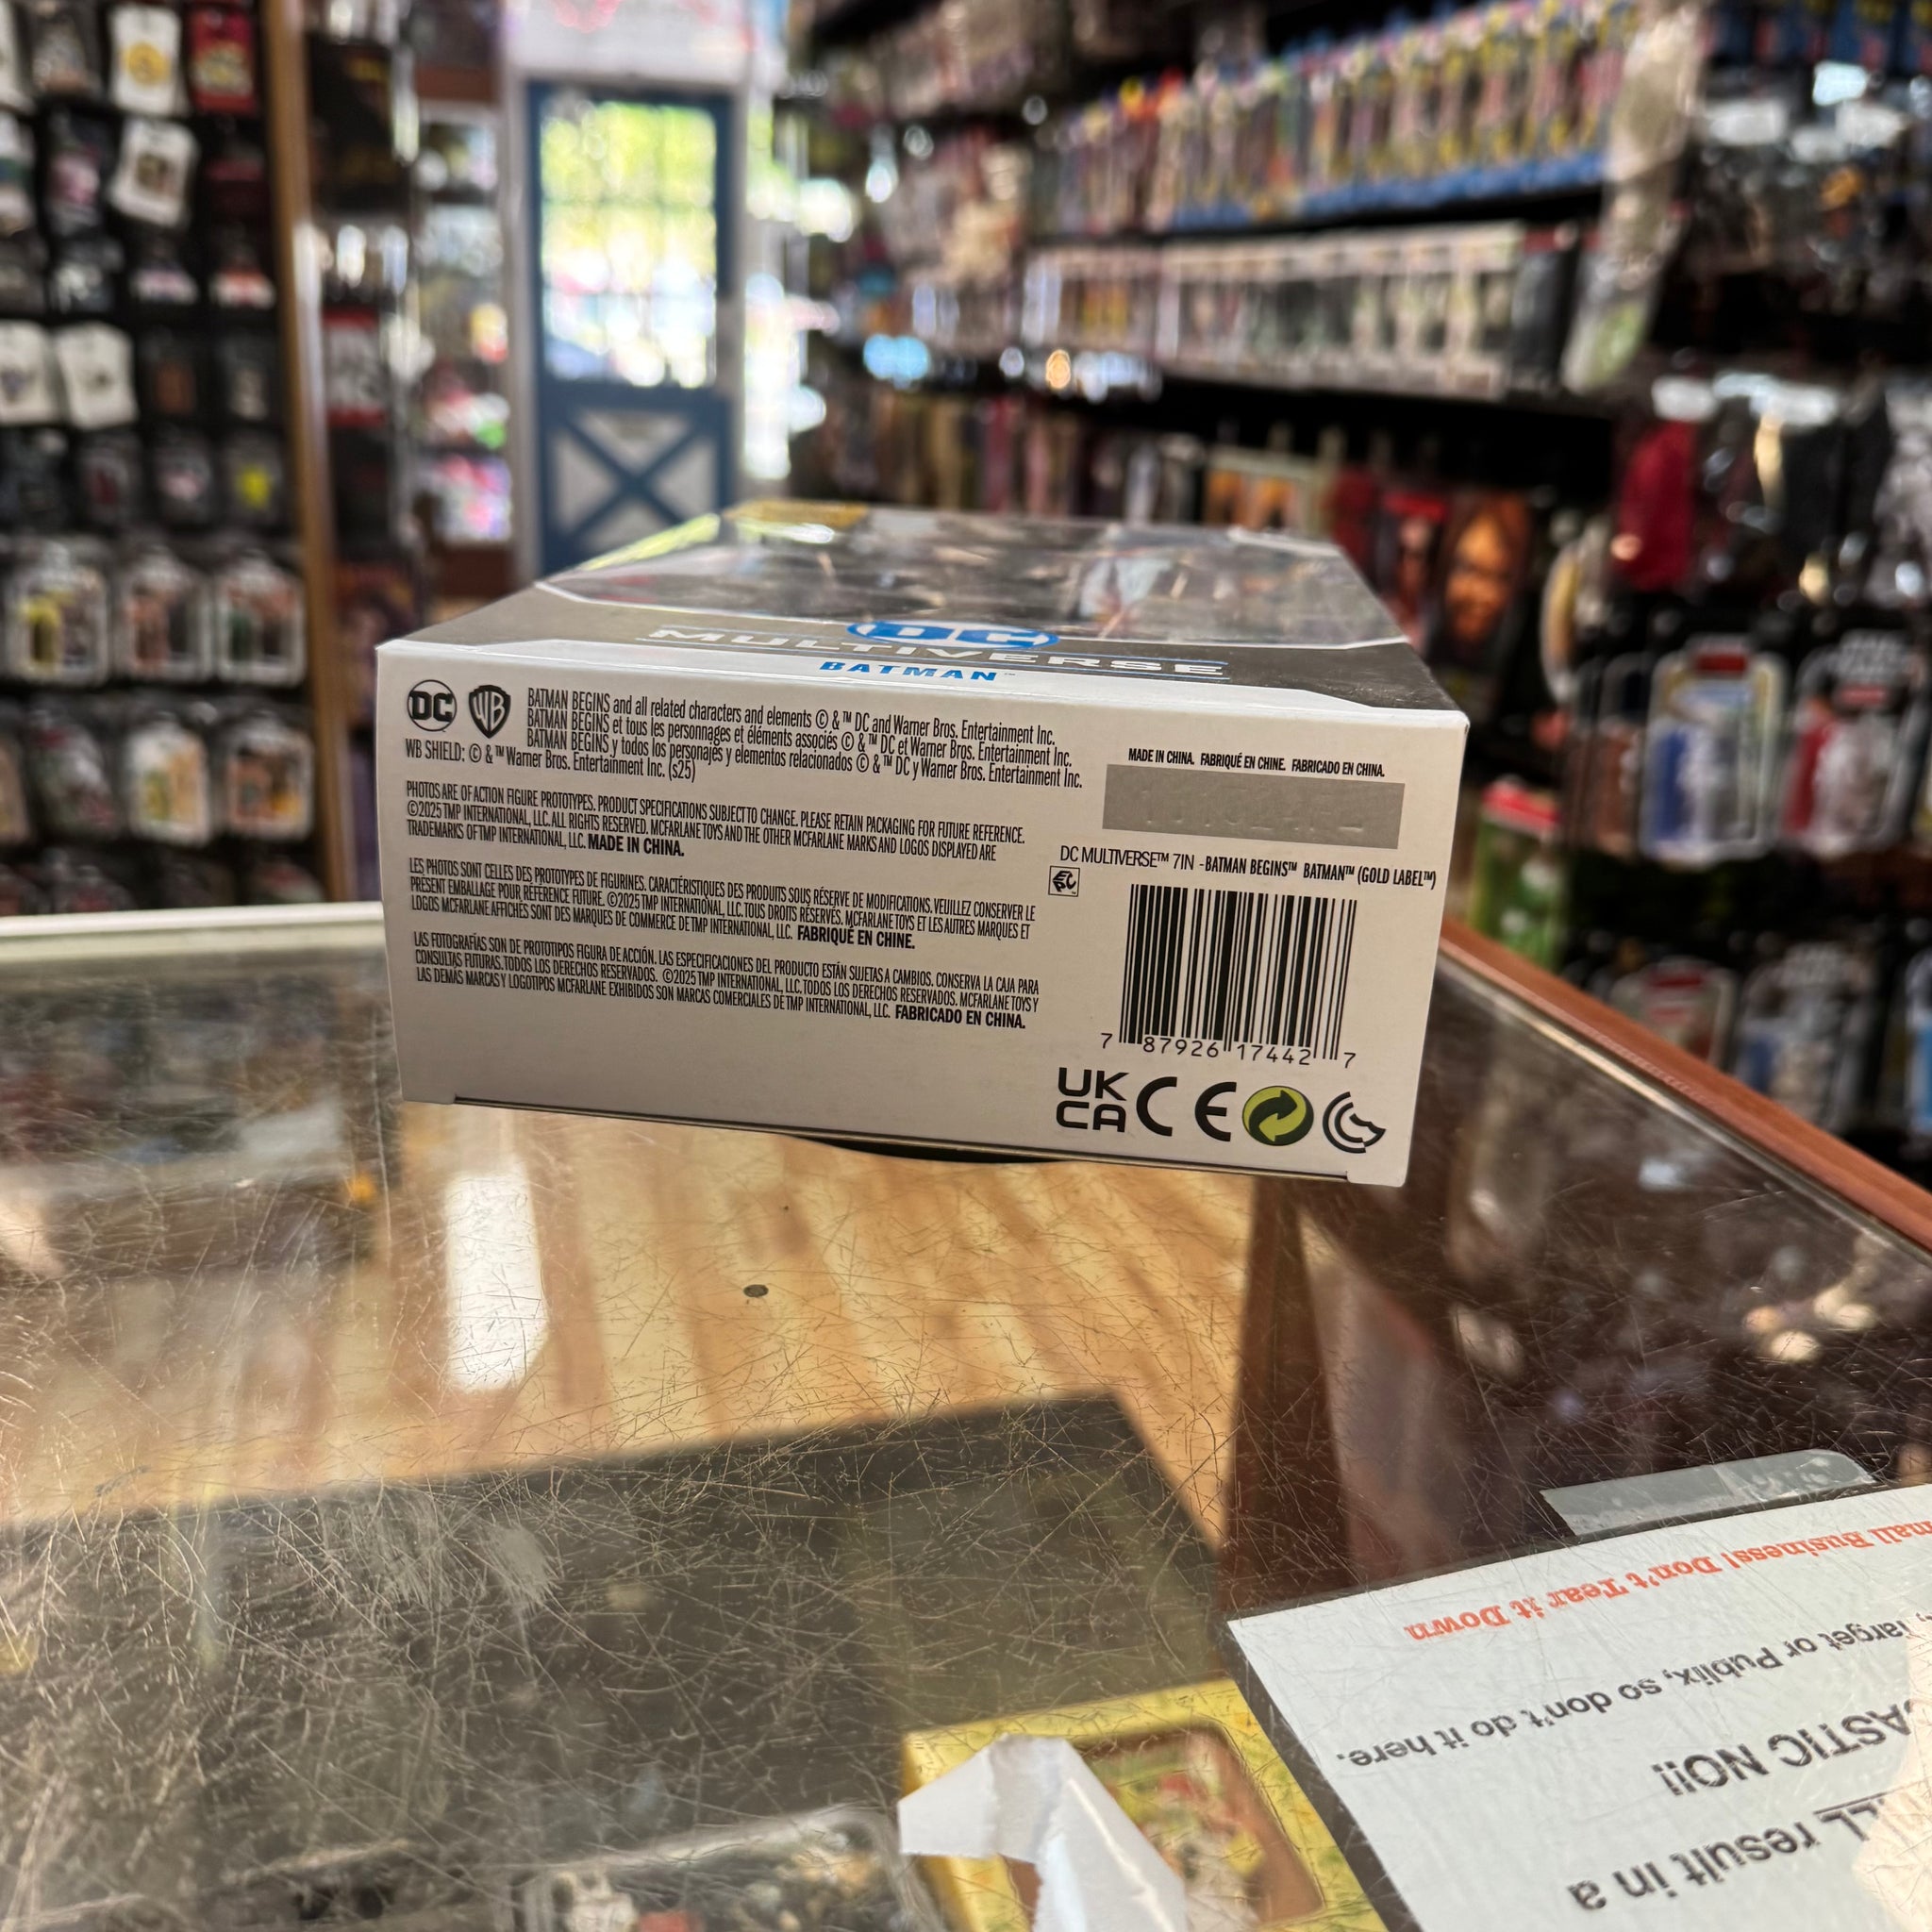 DC
MULTIVERSE
BATMAN™
DC
WB
BATMAN BEGINS and all related characters and elements © & ™ DC and Warner Bros. Entertainment Inc.
BATMAN BEGINS et tous les personnages et éléments associés © & ™ DC et Warner Bros. Entertainment Inc.
BATMAN BEGINS y todos los personajes y elementos relacionados © & ™ DC y Warner Bros. Entertainment Inc.
WB SHIELD: © & ™ Warner Bros. Entertainment Inc. (s25)
PHOTOS ARE OF ACTION FIGURE PROTOTYPES. PRODUCT SPECIFICATIONS SUBJECT TO CHANGE. PLEASE RETAIN PACKAGING FOR FUTURE REFERENCE.
©2025 TMP INTERNATIONAL, LLC. ALL RIGHTS RESERVED. MCFARLANE TOYS AND THE OTHER MCFARLANE MARKS AND LOGOS DISPLAYED ARE
TRADEMARKS OF TMP INTERNATIONAL, LLC. MADE IN CHINA.
LES PHOTOS SONT CELLES DES PROTOTYPES DE FIGURINES. CARACTÉRISTIQUES DES PRODUITS SOUS RÉSERVE DE MODIFICATIONS. VEUILLEZ CONSERVER LE
PRÉSENT EMBALLAGE POUR RÉFÉRENCE FUTURE. ©2025 TMP INTERNATIONAL, LLC. TOUS DROITS RÉSERVÉS. MCFARLANE TOYS ET LES AUTRES MARQUES ET
LOGOS MCFARLANE AFFICHÉS SONT DES MARQUES DE COMMERCE DE TMP INTERNATIONAL, LLC. FABRIQUÉ EN CHINE.
LAS FOTOGRAFÍAS SON DE PROTOTIPOS FIGURA DE ACCIÓN. LAS ESPECIFICACIONES DEL PRODUCTO ESTÁN SUJETAS A CAMBIOS. CONSERVA LA CAJA PARA
CONSULTAS FUTURAS. TODOS LOS DERECHOS RESERVADOS. ©2025 TMP INTERNATIONAL, LLC. TODOS LOS DERECHOS RESERVADOS. MCFARLANE TOYS Y
LAS DEMÁS MARCAS Y LOGOTIPOS MCFARLANE EXHIBIDOS SON MARCAS COMERCIALES DE TMP INTERNATIONAL, LLC. FABRICADO EN CHINA.
MADE IN CHINA. FABRIQUÉ EN CHINE. FABRICADO EN CHINA.
DC MULTIVERSE™ 7IN - BATMAN BEGINS™ BATMAN™ (GOLD LABEL™)
7 87926 17442 7
UK
CA CE
result in a
NO!!
Target or Publix, so don't do it here.
Business! Don't Tear it Down